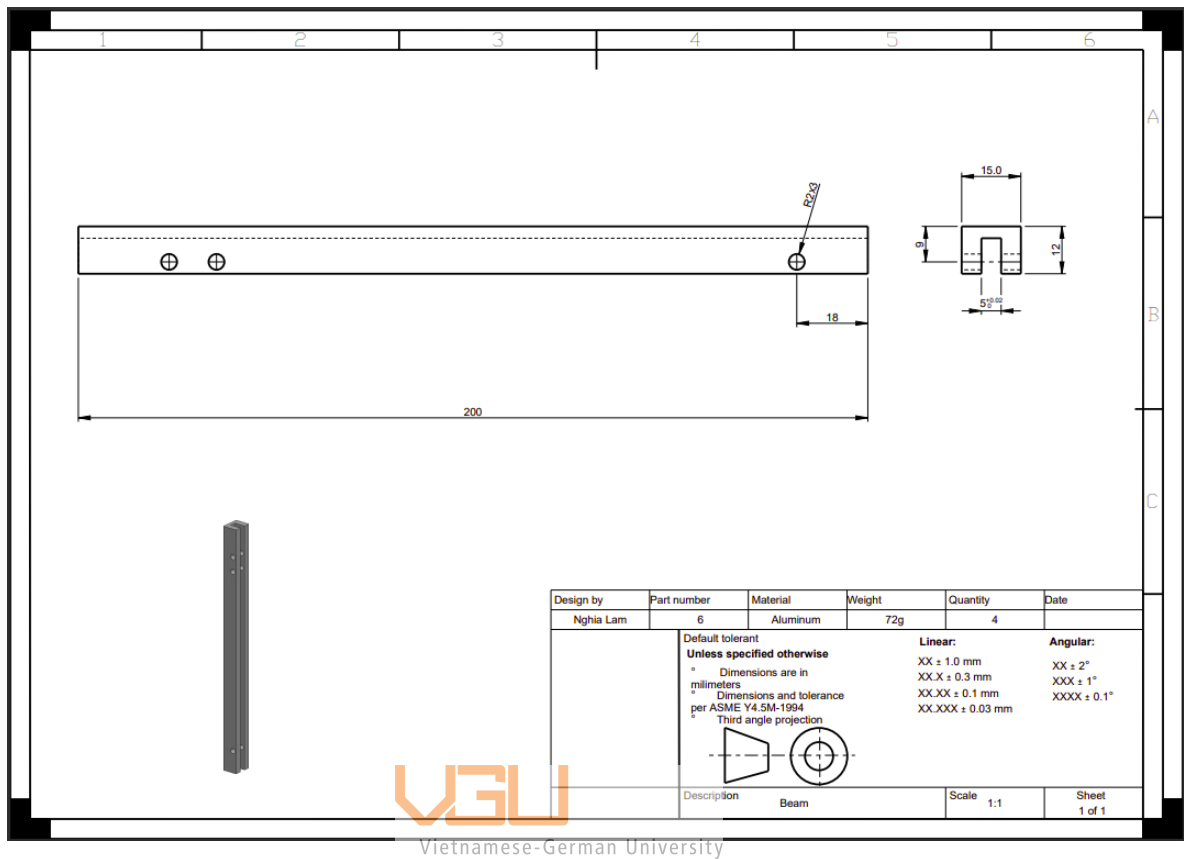 1 2 3 4 5 6
A
15.0
R2x3
9
12
5 +0.02 0
B
18
200
C
Design by Part number Material Weight Quantity Date
Nghia Lam 6 Aluminum 72g 4
Default tolerant Linear: Angular:
Unless specified otherwise
° Dimensions are in
milimeters
° Dimensions and tolerance
per ASME Y4.5M-1994
° Third angle projection
XX ± 1.0 mm
XX.X ± 0.3 mm
XX.XX ± 0.1 mm
XX.XXX ± 0.03 mm
XX ± 2°
XXX ± 1°
XXXX ± 0.1°
Description
Beam
Scale
1:1
Sheet
1 of 1
VGU
Vietnamese-German University